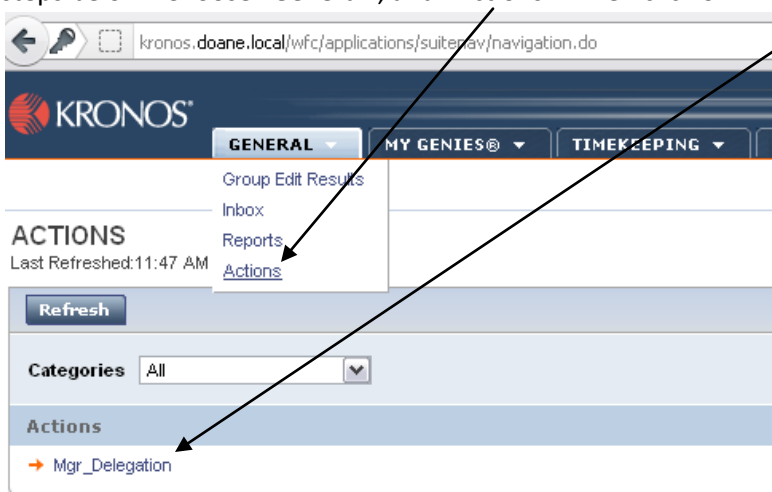 kronos.doane.local/wfc/applications/suitenav/navigation.do
KRONOS®
GENERAL MY GENIES® TIMEKEEPING
Group Edit Results
Inbox
Reports
Actions
ACTIONS
Last Refreshed:11:47 AM
Refresh
Categories All
Actions
Mgr_Delegation